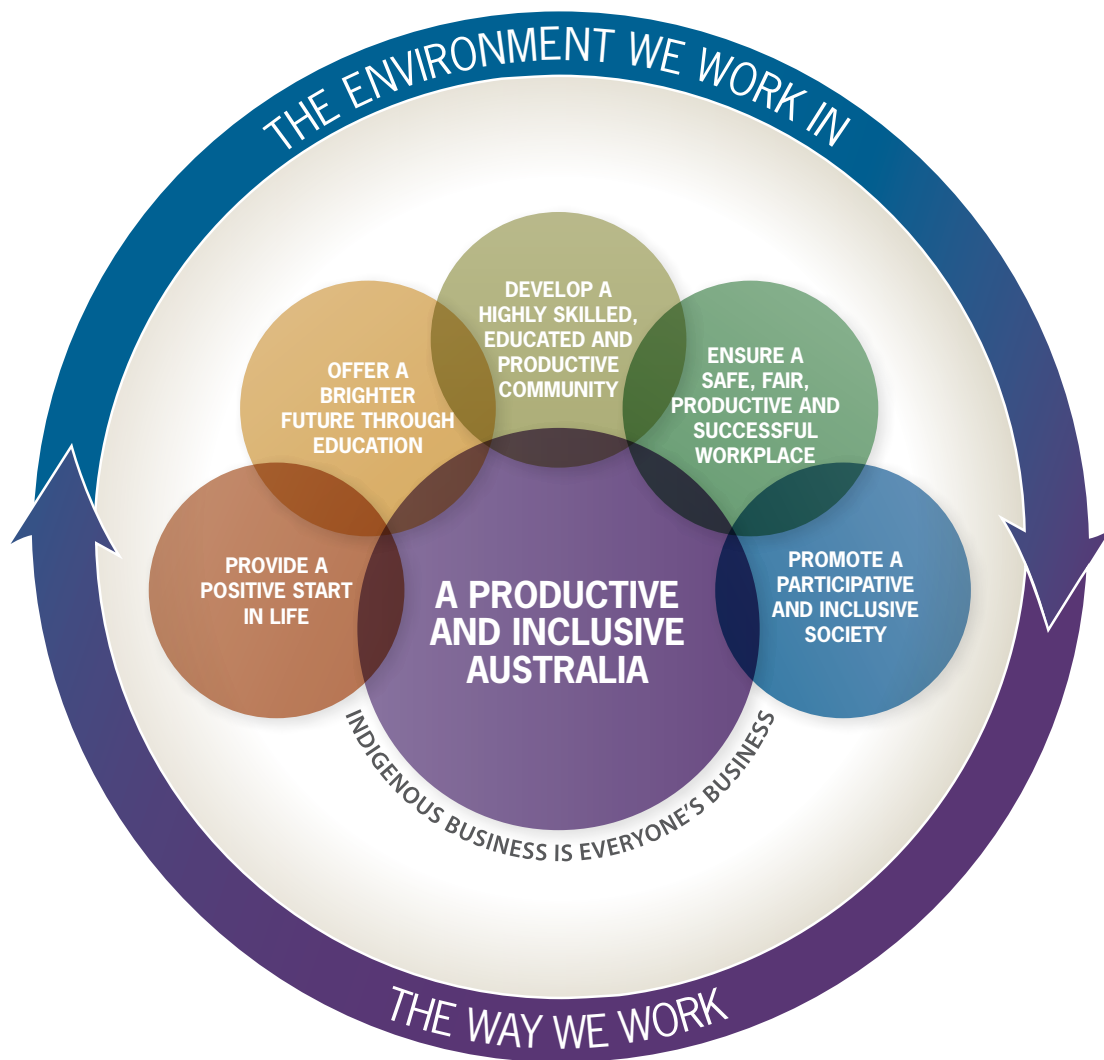 THE ENVIRONMENT WE WORK IN
PROVIDE A
POSITIVE START
IN LIFE
OFFER A
BRIGHTER
FUTURE THROUGH
EDUCATION
DEVELOP A
HIGHLY SKILLED,
EDUCATED AND
PRODUCTIVE
COMMUNITY
ENSURE A
SAFE, FAIR,
PRODUCTIVE AND
SUCCESSFUL
WORKPLACE
PROMOTE A
PARTICIPATIVE
AND INCLUSIVE
SOCIETY
A PRODUCTIVE
AND INCLUSIVE
AUSTRALIA
INDIGENOUS BUSINESS IS EVERYONE'S BUSINESS
THE WAY WE WORK